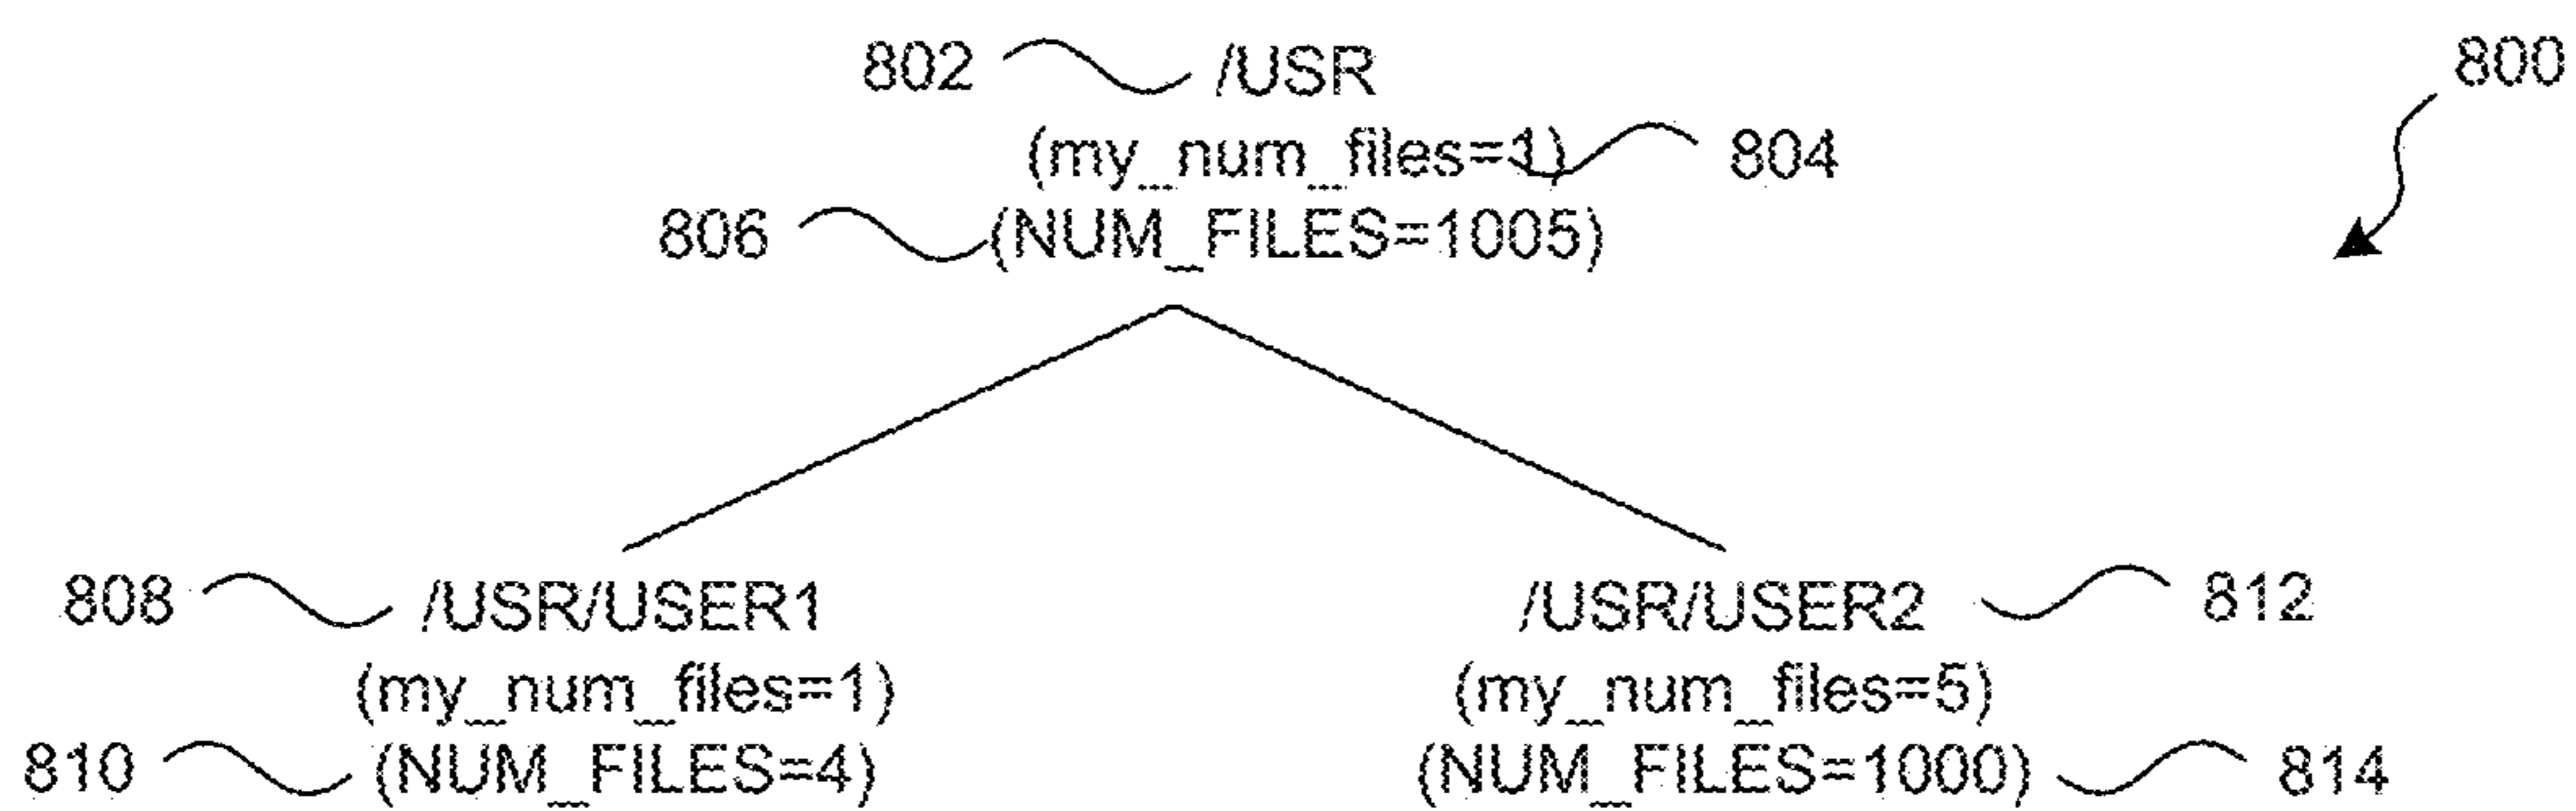 802 /USR 800
(my_num_files=1) 804
806 (NUM_FILES=1005)
808 /USR/USER1 /USR/USER2 812
(my_num_files=1) (my_num_files=5)
810 (NUM_FILES=4) (NUM_FILES=1000) 814